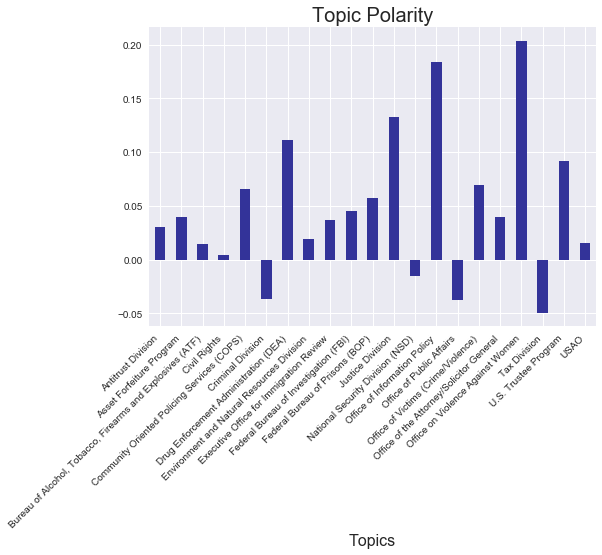 Topic Polarity
0.20
0.15
0.10
0.05
0.00
−0.05
Antitrust Division
Asset Forfeiture Program
Bureau of Alcohol, Tobacco, Firearms and Explosives (ATF)
Civil Rights
Community Oriented Policing Services (COPS)
Criminal Division
Drug Enforcement Administration (DEA)
Environment and Natural Resources Division
Executive Office for Immigration Review
Federal Bureau of Investigation (FBI)
Federal Bureau of Prisons (BOP)
Justice Division
National Security Division (NSD)
Office of Information Policy
Office of Public Affairs
Office of Victims (Crime/Violence)
Office of the Attorney/Solicitor General
Office on Violence Against Women
Tax Division
U.S. Trustee Program
USAO
Topics